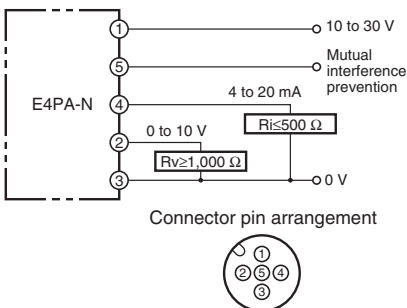 ① 10 to 30 V
⑤ Mutual
interference
prevention
E4PA-N
④ 4 to 20 mA
Ri≤500 Ω
② 0 to 10 V
Rv≥1,000 Ω
③ 0 V
Connector pin arrangement
①
② ⑤ ④
③